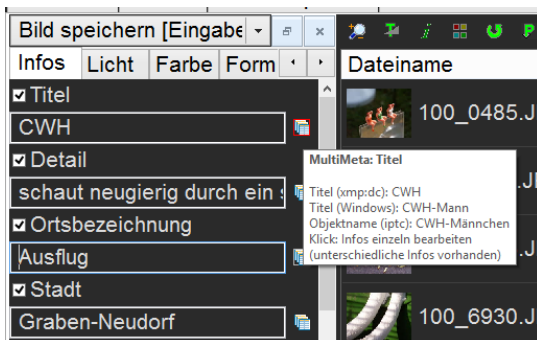 Bild speichern [Eingabe
Infos Licht Farbe Form
Dateiname
Titel
CWH
100_0485.J
Detail
schaut neugierig durch ein
MultiMeta: Titel
Titel (xmp:dc): CWH
Titel (Windows): CWH-Mann
Objektname (iptc): CWH-Männchen
Klick: Infos einzeln bearbeiten
(unterschiedliche Infos vorhanden)
Ortsbezeichnung
Ausflug
Stadt
Graben-Neudorf
100_6930.J